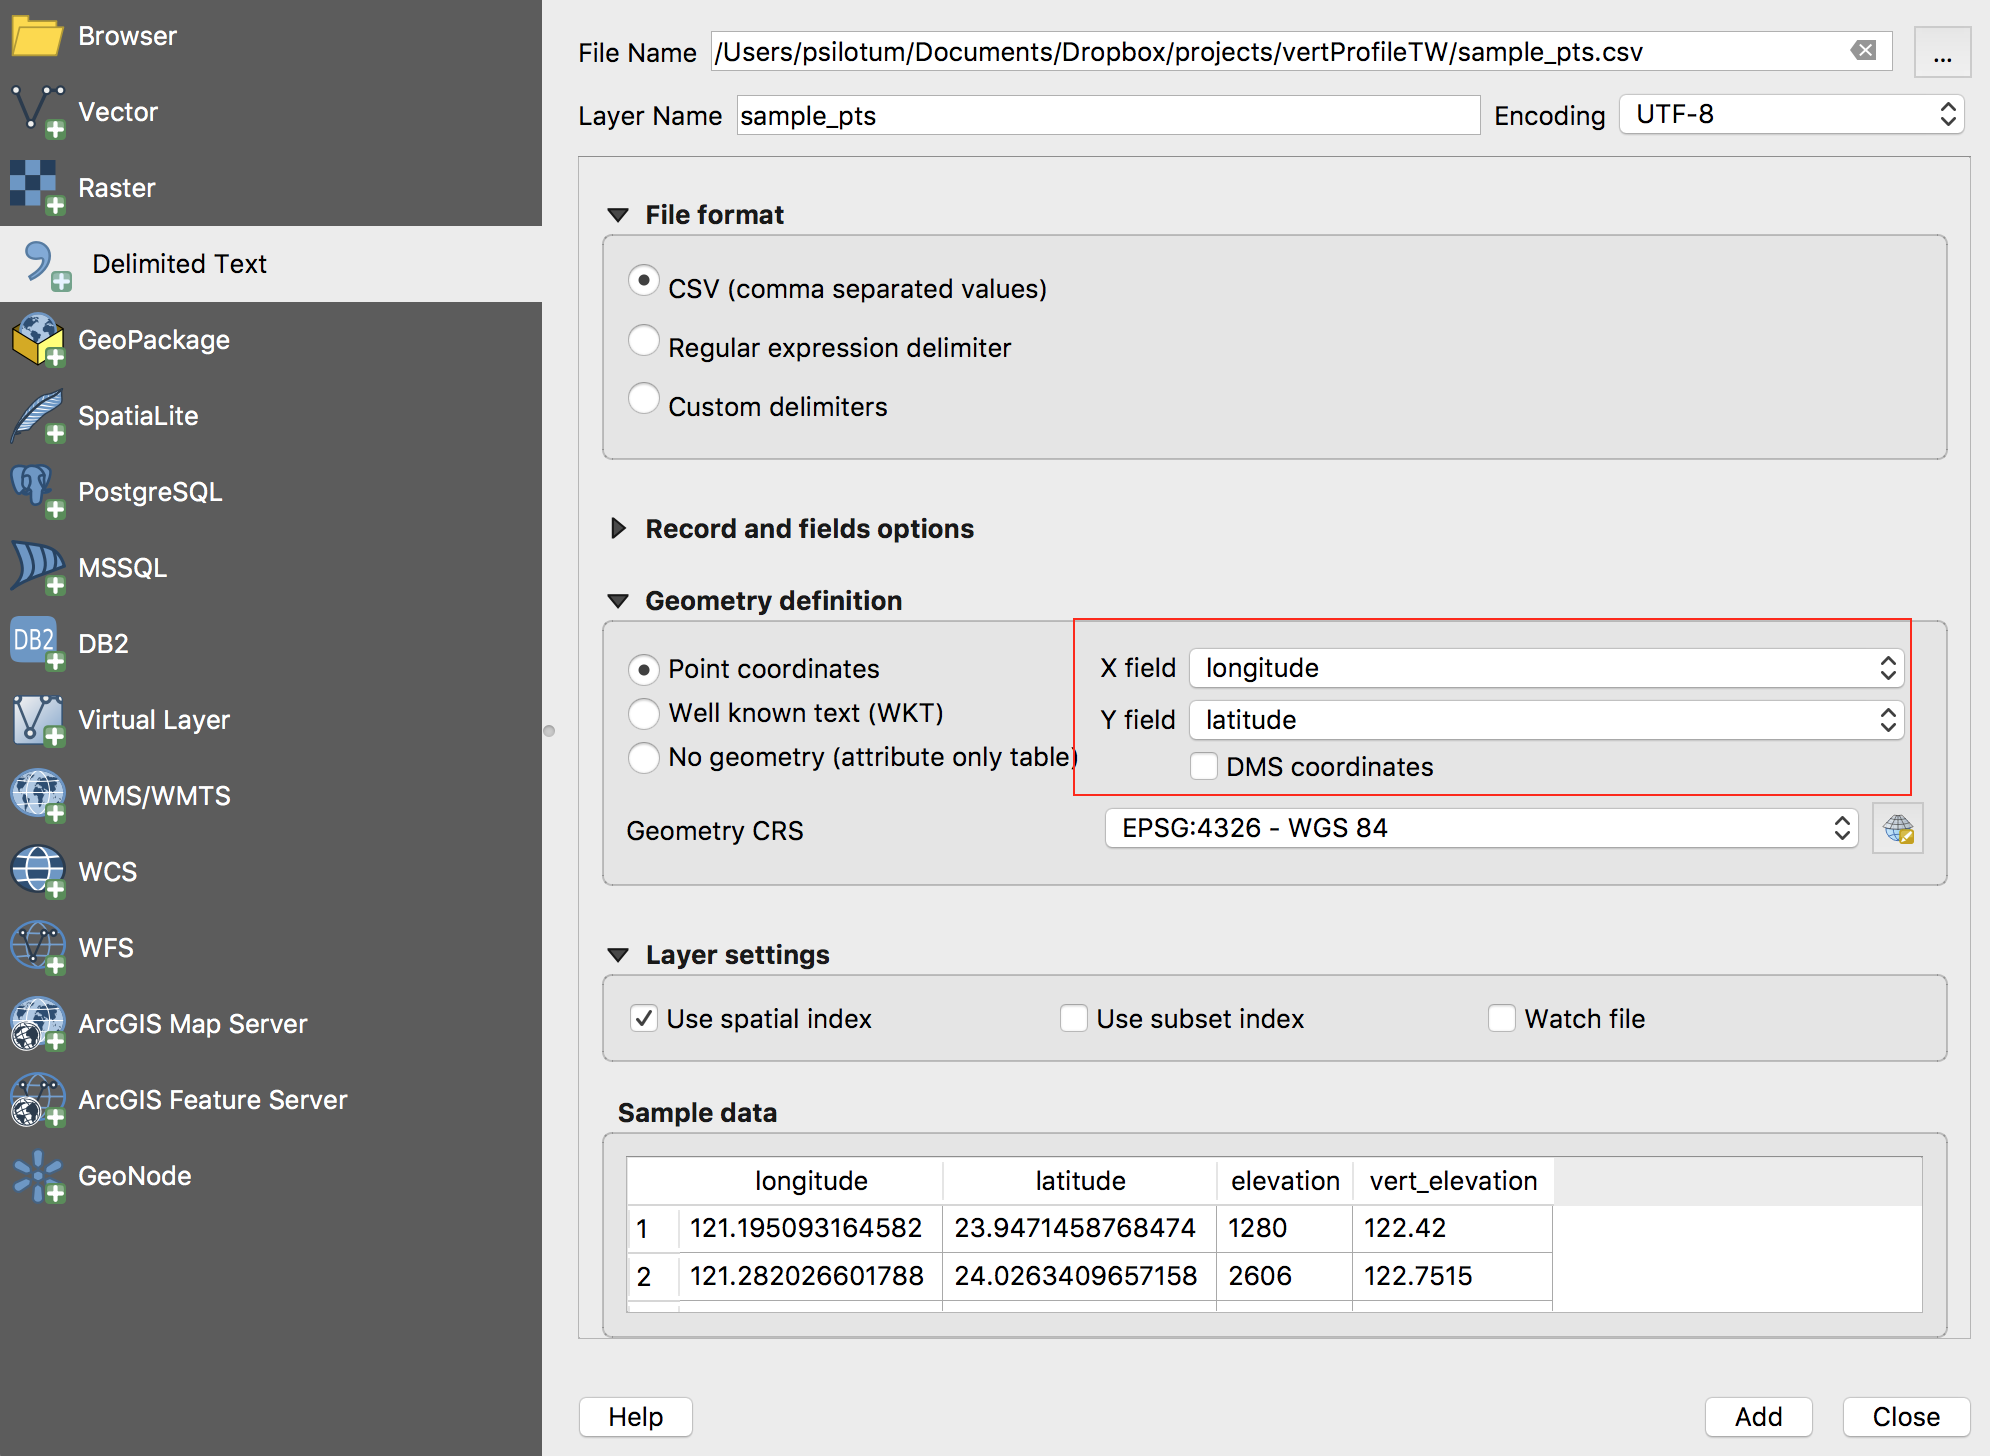 Browser
Vector
Raster
Delimited Text
GeoPackage
SpatiaLite
PostgreSQL
MSSQL
DB2
DB2
Virtual Layer
WMS/WMTS
WCS
WFS
ArcGIS Map Server
ArcGIS Feature Server
GeoNode
File Name /Users/psilotum/Documents/Dropbox/projects/vertProfileTW/sample_pts.csv ...
Layer Name sample_pts Encoding UTF-8
File format
CSV (comma separated values)
Regular expression delimiter
Custom delimiters
Record and fields options
Geometry definition
Point coordinates X field longitude
Well known text (WKT) Y field latitude
No geometry (attribute only table) DMS coordinates
Geometry CRS EPSG:4326 - WGS 84
Layer settings
Use spatial index Use subset index Watch file
Sample data
longitude latitude elevation vert_elevation
1 121.195093164582 23.9471458768474 1280 122.42
2 121.282026601788 24.0263409657158 2606 122.7515
Help Add Close